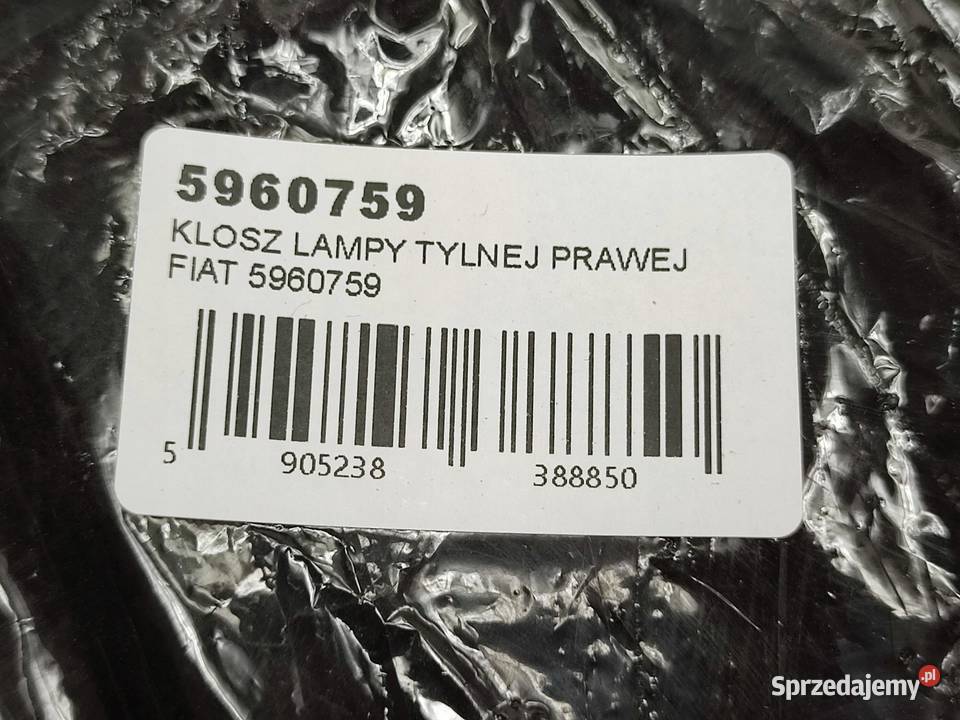 5960759
KLOSZ LAMPY TYLNEJ PRAWEJ
FIAT 5960759
5 905238 388850
Sprzedajemy.pl